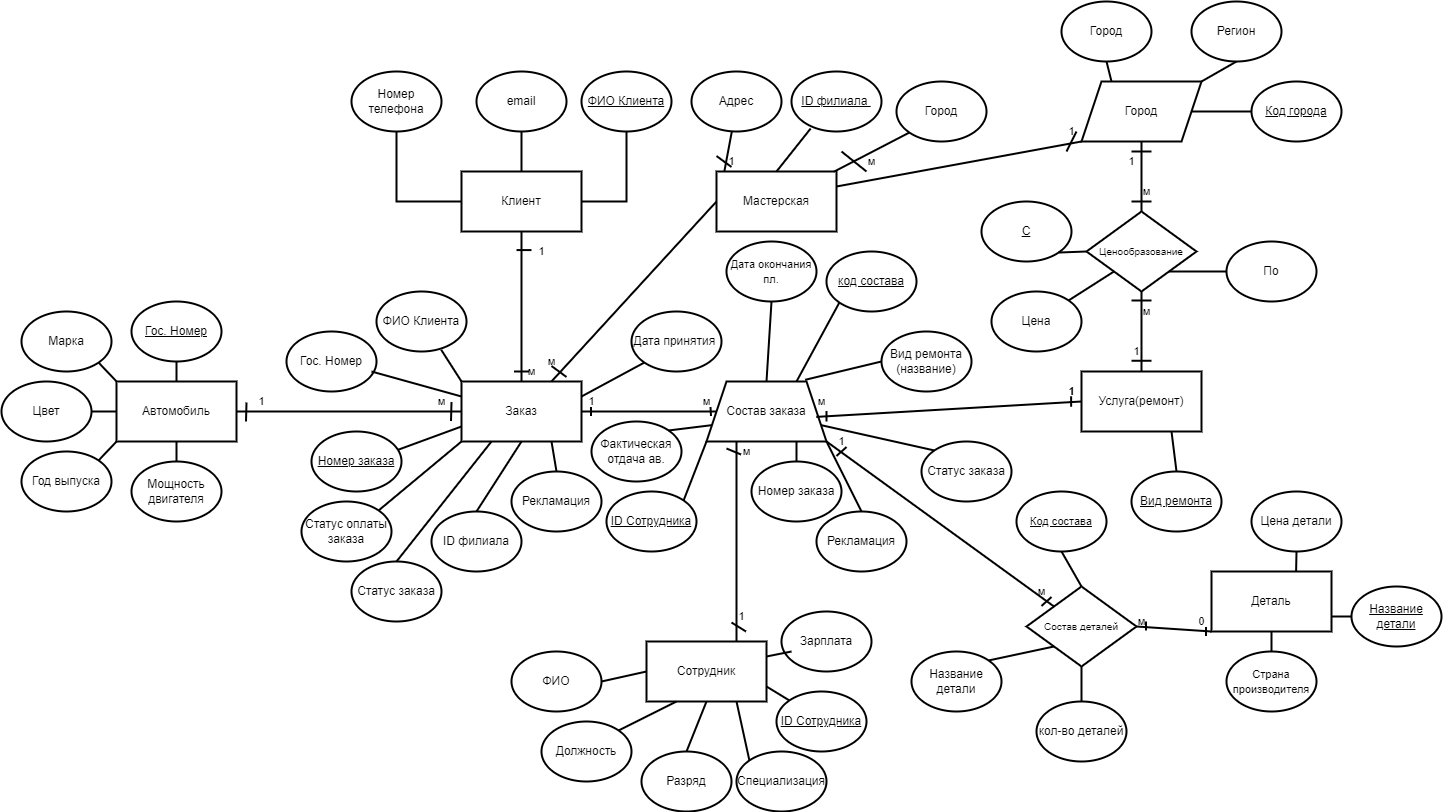 Город
Регион
Номер
телефона
email
ФИО Клиента
Адрес
ID филиала
Город
Город
Код города
1
м
1
1
Клиент
Мастерская
м
1
С
Ценообразование
По
Дата окончания
пл.
код состава
Цена
м
ФИО Клиента
Марка
Гос. Номер
Гос. Номер
Дата принятия
Вид ремонта
(название)
1
м
м
Цвет
Автомобиль
1
м
Заказ
1
м
Состав заказа
м
1
Услуга(ремонт)
Номер заказа
Фактическая
отдача ав.
1
м
Статус заказа
Год выпуска
Мощность
двигателя
Рекламация
Номер заказа
Вид ремонта
Статус оплаты
заказа
ID филиала
ID Сотрудника
Рекламация
Код состава
Цена детали
Статус заказа
м
Деталь
Название
детали
1
Состав деталей
м
0
Зарплата
ФИО
Сотрудник
Название
детали
Страна
производителя
ID Сотрудника
кол-во деталей
Должность
Разряд
Специализация